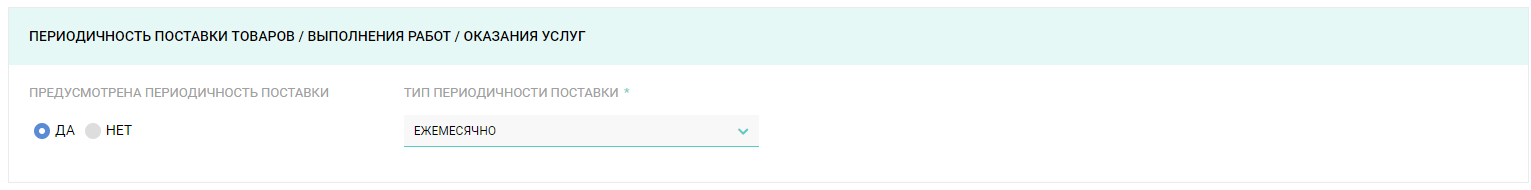 ПЕРИОДИЧНОСТЬ ПОСТАВКИ ТОВАРОВ / ВЫПОЛНЕНИЯ РАБОТ / ОКАЗАНИЯ УСЛУГ
ПРЕДУСМОТРЕНА ПЕРИОДИЧНОСТЬ ПОСТАВКИ
ТИП ПЕРИОДИЧНОСТИ ПОСТАВКИ *
ДА НЕТ
ЕЖЕМЕСЯЧНО